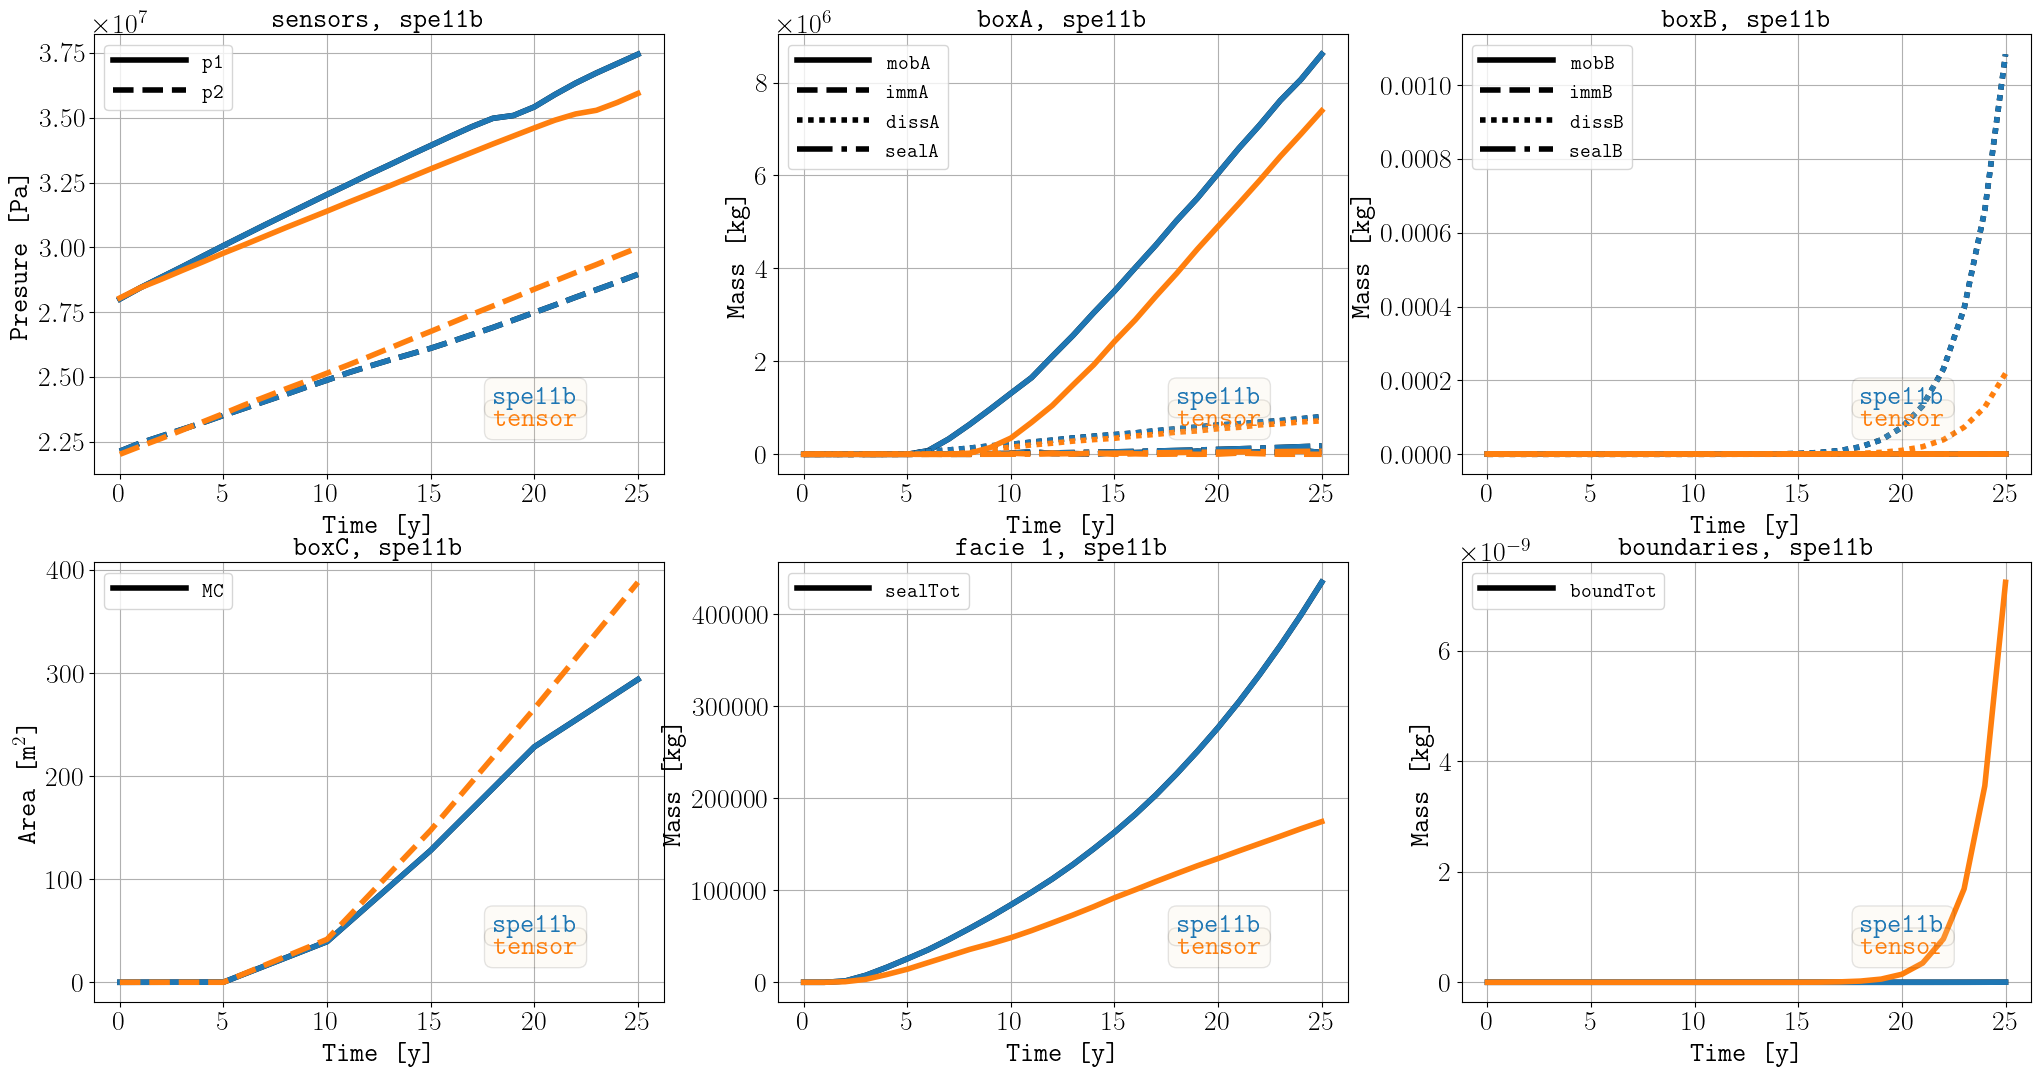 sensors, spe11b
×10⁷
p1
p2
3.75
3.50
3.25
3.00
2.75
2.50
2.25
Presure [Pa]
spe11b
tensor
0 5 10 15 20 25
Time [y]
boxA, spe11b
×10⁶
mobA
immA
dissA
sealA
8
6
4
2
0
Mass [kg]
spe11b
tensor
0 5 10 15 20 25
Time [y]
boxB, spe11b
mobB
immB
dissB
sealB
0.0010
0.0008
0.0006
0.0004
0.0002
0.0000
Mass [kg]
spe11b
tensor
0 5 10 15 20 25
Time [y]
boxC, spe11b
MC
400
300
200
100
0
Area [m²]
spe11b
tensor
0 5 10 15 20 25
Time [y]
facie 1, spe11b
sealTot
400000
300000
200000
100000
0
Mass [kg]
spe11b
tensor
0 5 10 15 20 25
Time [y]
boundaries, spe11b
×10⁻⁹
boundTot
6
4
2
0
Mass [kg]
spe11b
tensor
0 5 10 15 20 25
Time [y]